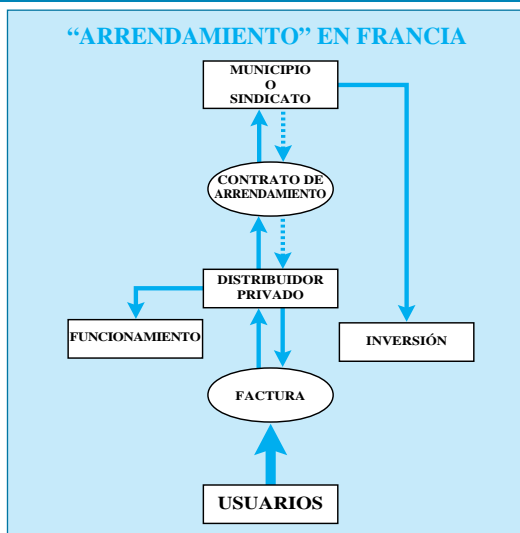 “ARRENDAMIENTO” EN FRANCIA
MUNICIPIO
O
SINDICATO
CONTRATO DE
ARRENDAMIENTO
DISTRIBUIDOR
PRIVADO
FUNCIONAMIENTO
INVERSIÓN
FACTURA
USUARIOS